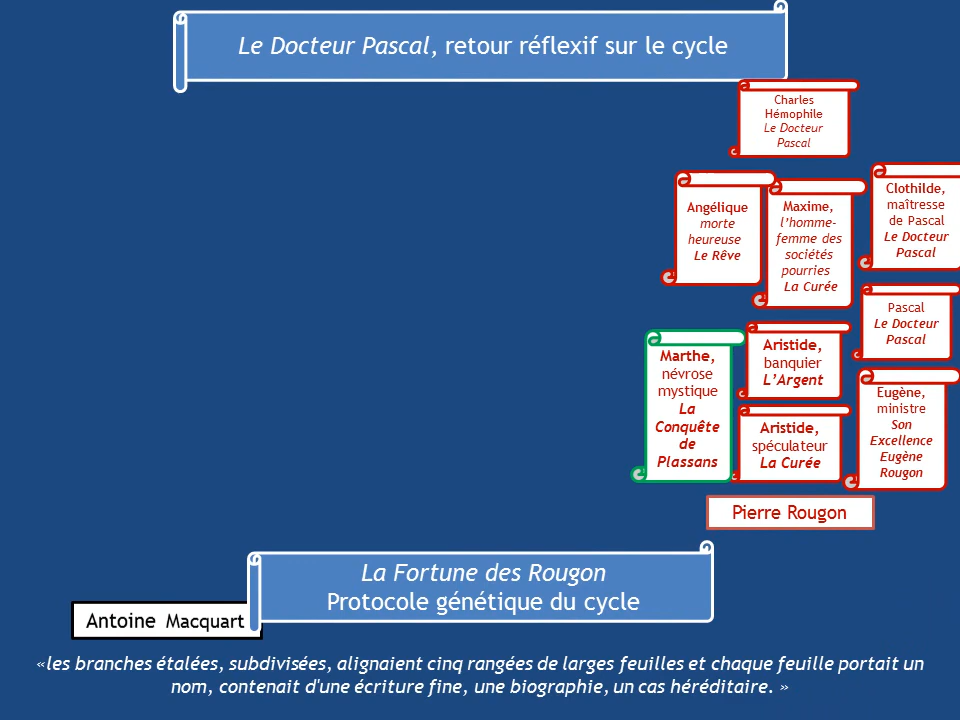 Le Docteur Pascal, retour réflexif sur le cycle
Charles
Hémophile
Le Docteur
Pascal
Angélique
morte
heureuse
Le Rêve
Maxime,
l’homme-
femme des
sociétés
pourries
La Curée
Clothilde,
maîtresse
de Pascal
Le Docteur
Pascal
Pascal
Le Docteur
Pascal
Marthe,
névrose
mystique
La
Conquête
de
Plassans
Aristide,
banquier
L’Argent
Aristide,
spéculateur
La Curée
Eugène,
ministre
Son
Excellence
Eugène
Rougon
Pierre Rougon
La Fortune des Rougon
Protocole génétique du cycle
Antoine Macquart
«les branches étalées, subdivisées, alignaient cinq rangées de larges feuilles et chaque feuille portait un
nom, contenait d'une écriture fine, une biographie, un cas héréditaire. »